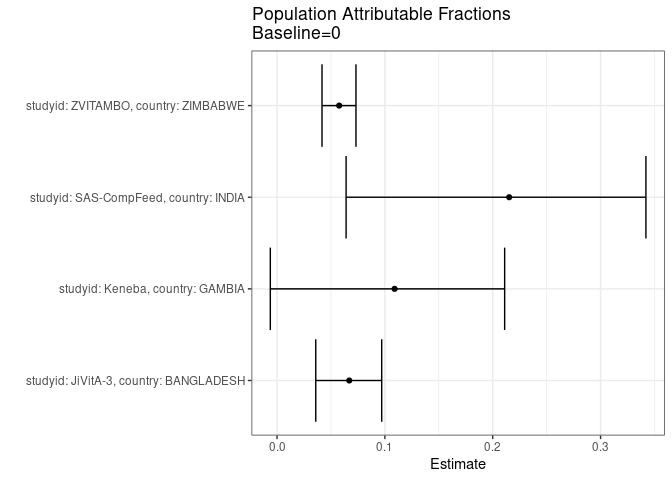 Population Attributable Fractions
Baseline=0
studyid: ZVITAMBO, country: ZIMBABWE
studyid: SAS-CompFeed, country: INDIA
studyid: Keneba, country: GAMBIA
studyid: JiVitA-3, country: BANGLADESH
0.0 0.1 0.2 0.3
Estimate